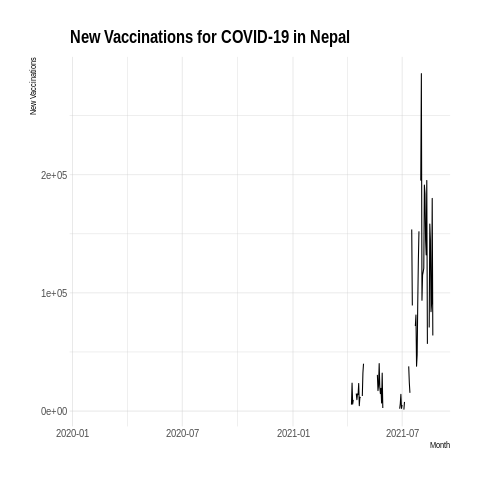 New Vaccinations for COVID-19 in Nepal
New Vaccinations
2e+05
1e+05
0e+00
2020-01 2020-07 2021-01 2021-07
Month